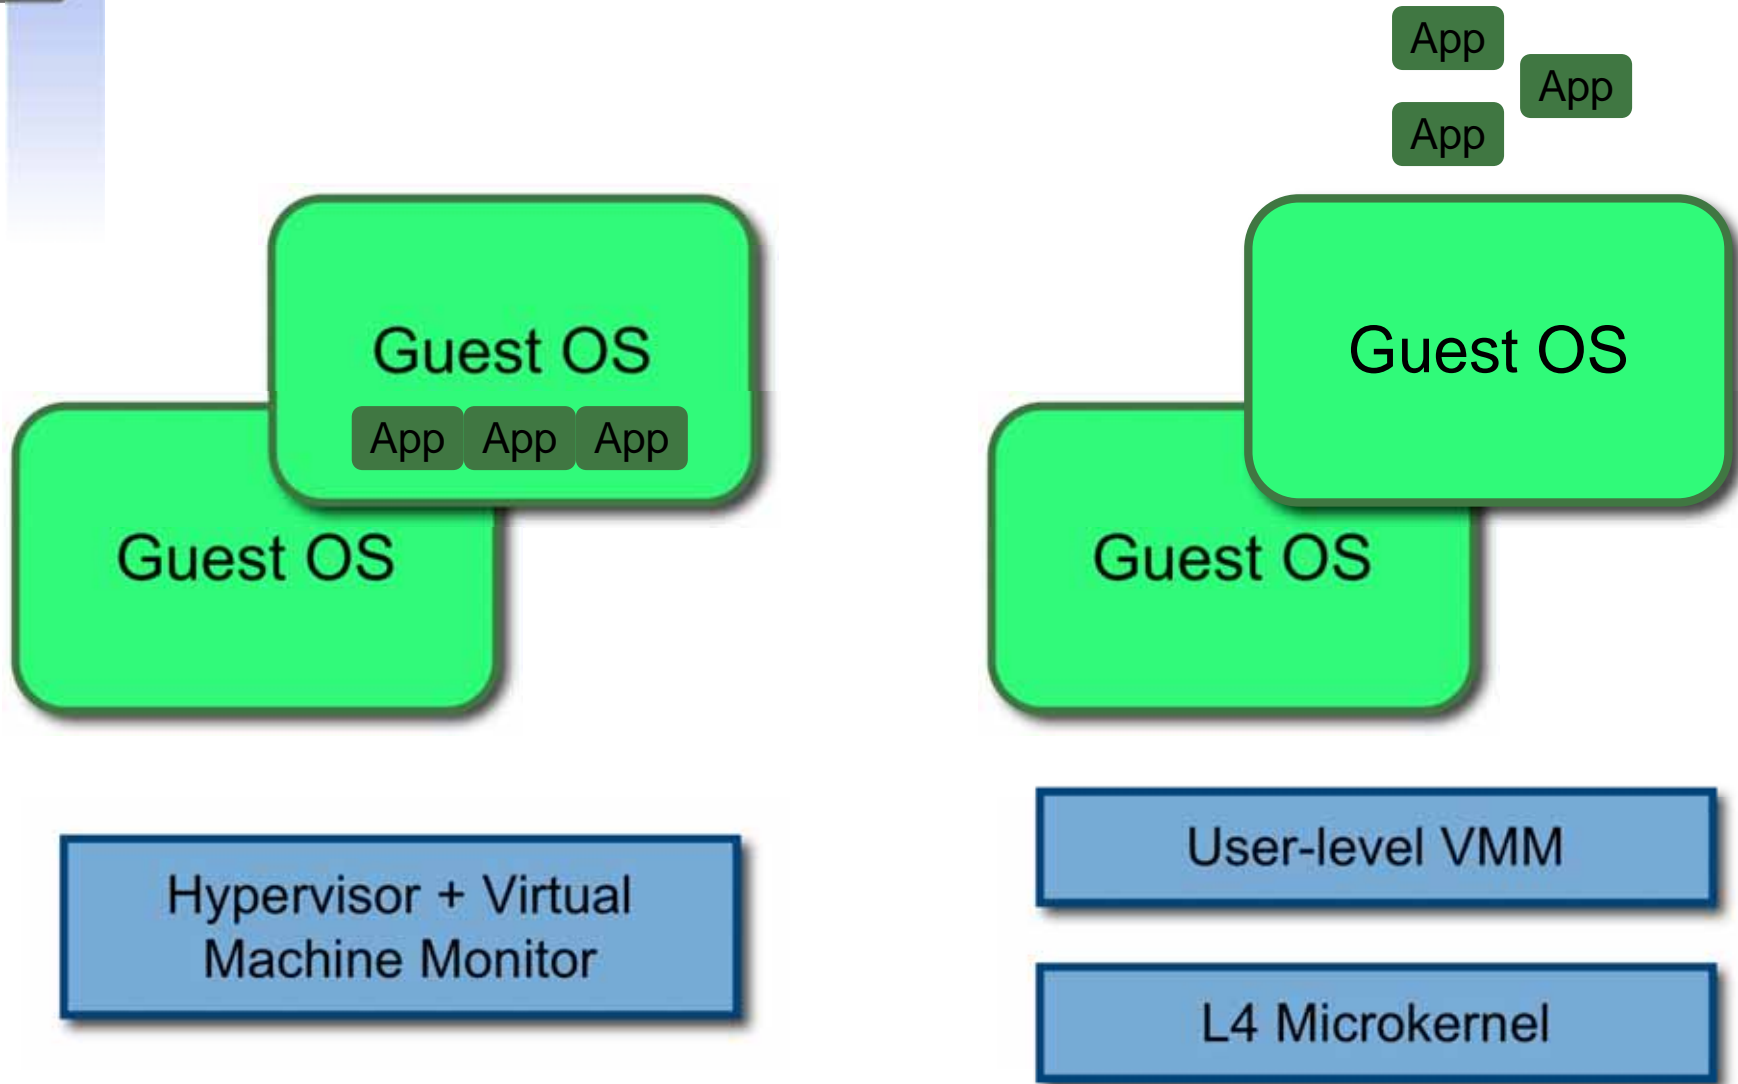 Guest OS
App App App
Guest OS
Hypervisor + Virtual
Machine Monitor
App
App
App
Guest OS
Guest OS
User-level VMM
L4 Microkernel